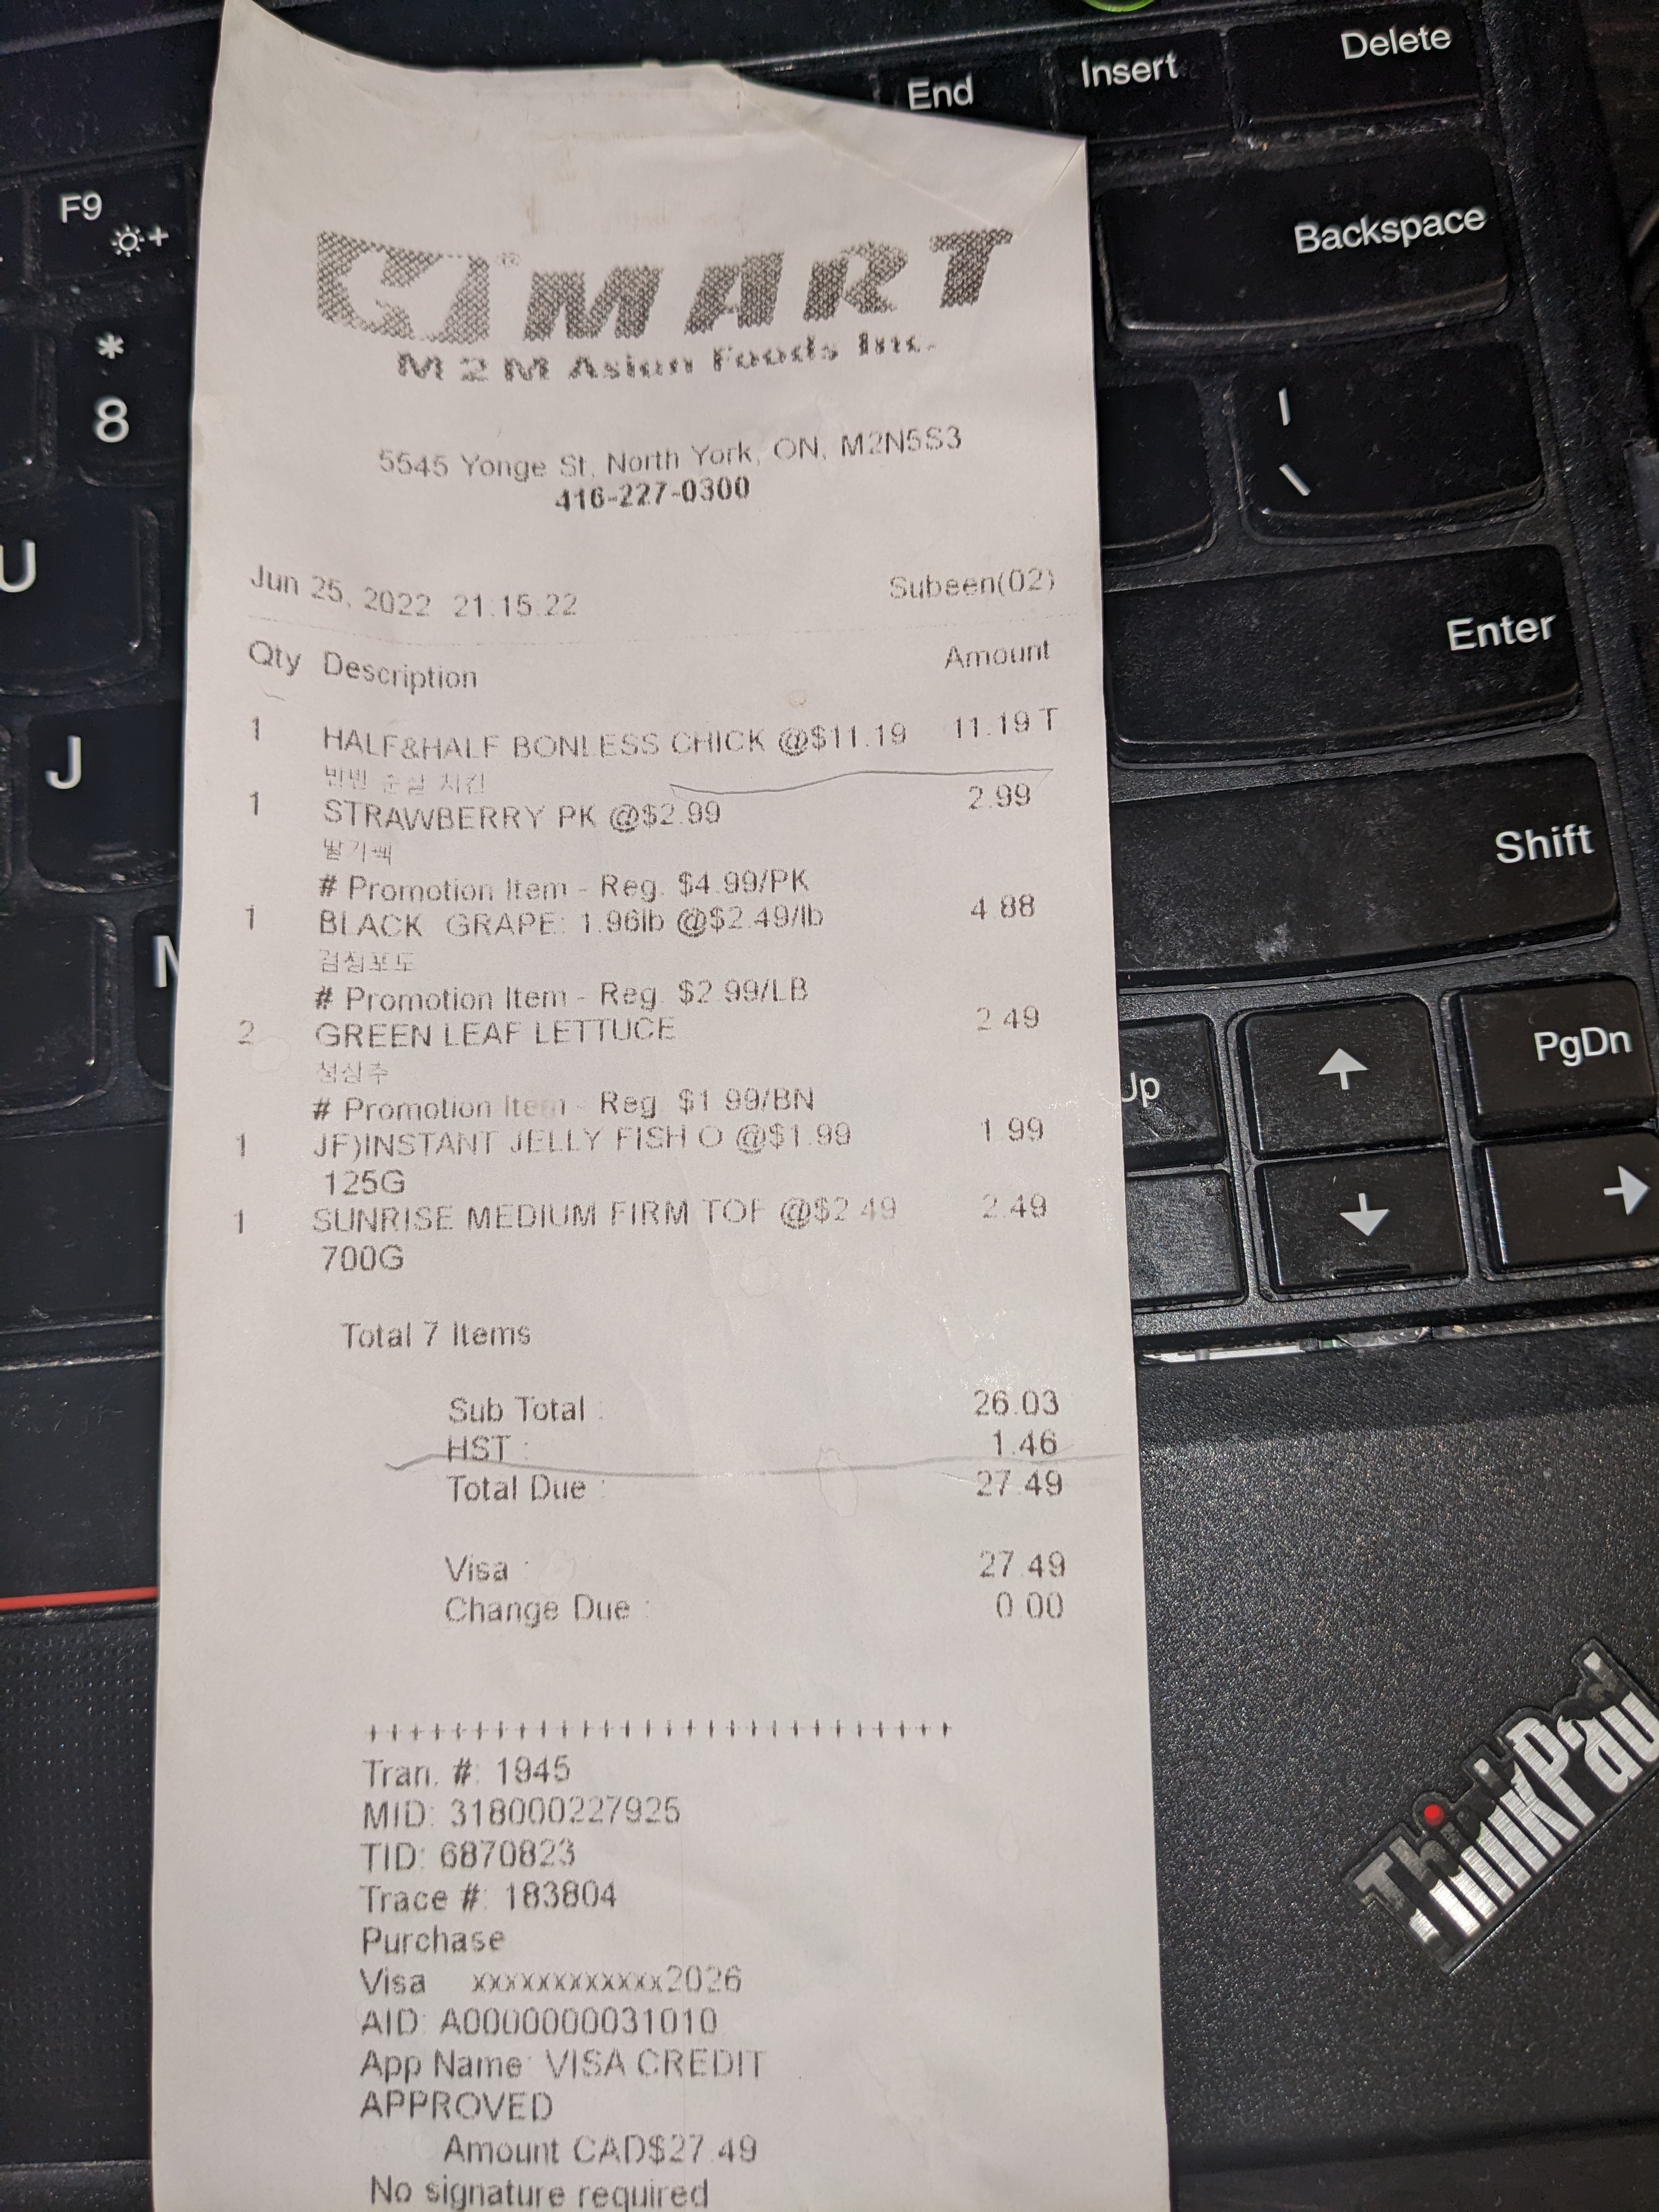 End
Insert
Delete
F9
Backspace
*
8
|
\
U
Enter
J
Shift
M
Up
PgDn
ThinkPad
H MART
M 2 M Asian Foods Inc.
5545 Yonge St, North York, ON, M2N5S3
416-227-0300
Jun 25, 2022 21:15:22 Subeen(02)
Qty Description Amount
1 HALF&HALF BONLESS CHICK @$11.19 11.19 T
반반 순살 치킨
1 STRAWBERRY PK @$2.99 2.99
딸기팩
# Promotion Item - Reg. $4.99/PK
1 BLACK GRAPE: 1.96lb @$2.49/lb 4.88
검정포도
# Promotion Item - Reg. $2.99/LB
2 GREEN LEAF LETTUCE 2.49
청상추
# Promotion Item - Reg. $1.99/BN
1 JF)INSTANT JELLY FISH O @$1.99 1.99
125G
1 SUNRISE MEDIUM FIRM TOF @$2.49 2.49
700G
Total 7 Items
Sub Total : 26.03
HST : 1.46
Total Due : 27.49
Visa : 27.49
Change Due : 0.00
+++++++++++++++++++++++++
Tran. #: 1945
MID: 318000227925
TID: 6870823
Trace #: 183804
Purchase
Visa xxxxxxxxxxxx2026
AID: A0000000031010
App Name: VISA CREDIT
APPROVED
Amount CAD$27.49
No signature required